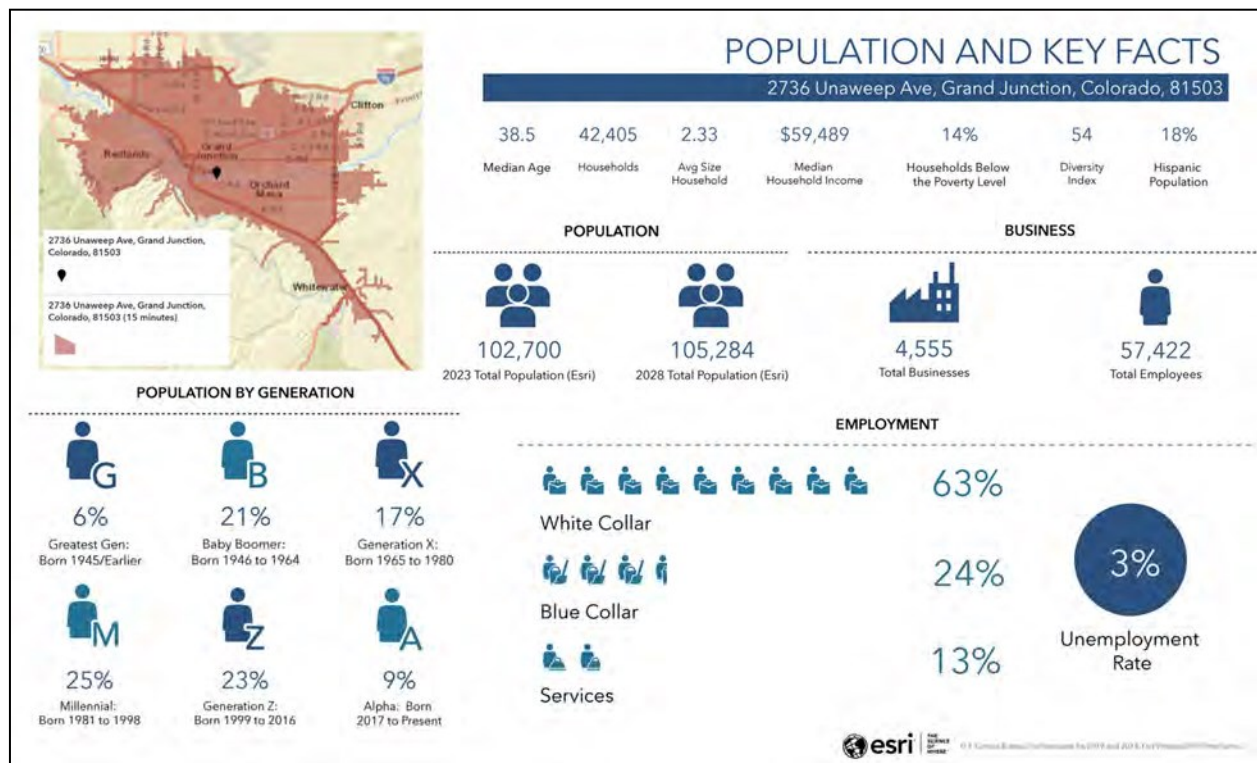 POPULATION AND KEY FACTS
2736 Unaweep Ave, Grand Junction, Colorado, 81503
Clifton
Redlands
Grand
Junction
Orchard
Mesa
Whitewater
2736 Unaweep Ave, Grand Junction,
Colorado, 81503
2736 Unaweep Ave, Grand Junction,
Colorado, 81503 (15 minutes)
38.5
Median Age
42,405
Households
2.33
Avg Size
Household
$59,489
Median
Household Income
14%
Households Below
the Poverty Level
54
Diversity
Index
18%
Hispanic
Population
POPULATION
102,700
2023 Total Population (Esri)
105,284
2028 Total Population (Esri)
BUSINESS
4,555
Total Businesses
57,422
Total Employees
POPULATION BY GENERATION
G
6%
Greatest Gen:
Born 1945/Earlier
B
21%
Baby Boomer:
Born 1946 to 1964
X
17%
Generation X:
Born 1965 to 1980
M
25%
Millennial:
Born 1981 to 1998
Z
23%
Generation Z:
Born 1999 to 2016
A
9%
Alpha: Born
2017 to Present
EMPLOYMENT
63%
White Collar
24%
Blue Collar
13%
Services
3%
Unemployment
Rate
esri
THE
SCIENCE
OF
WHERE